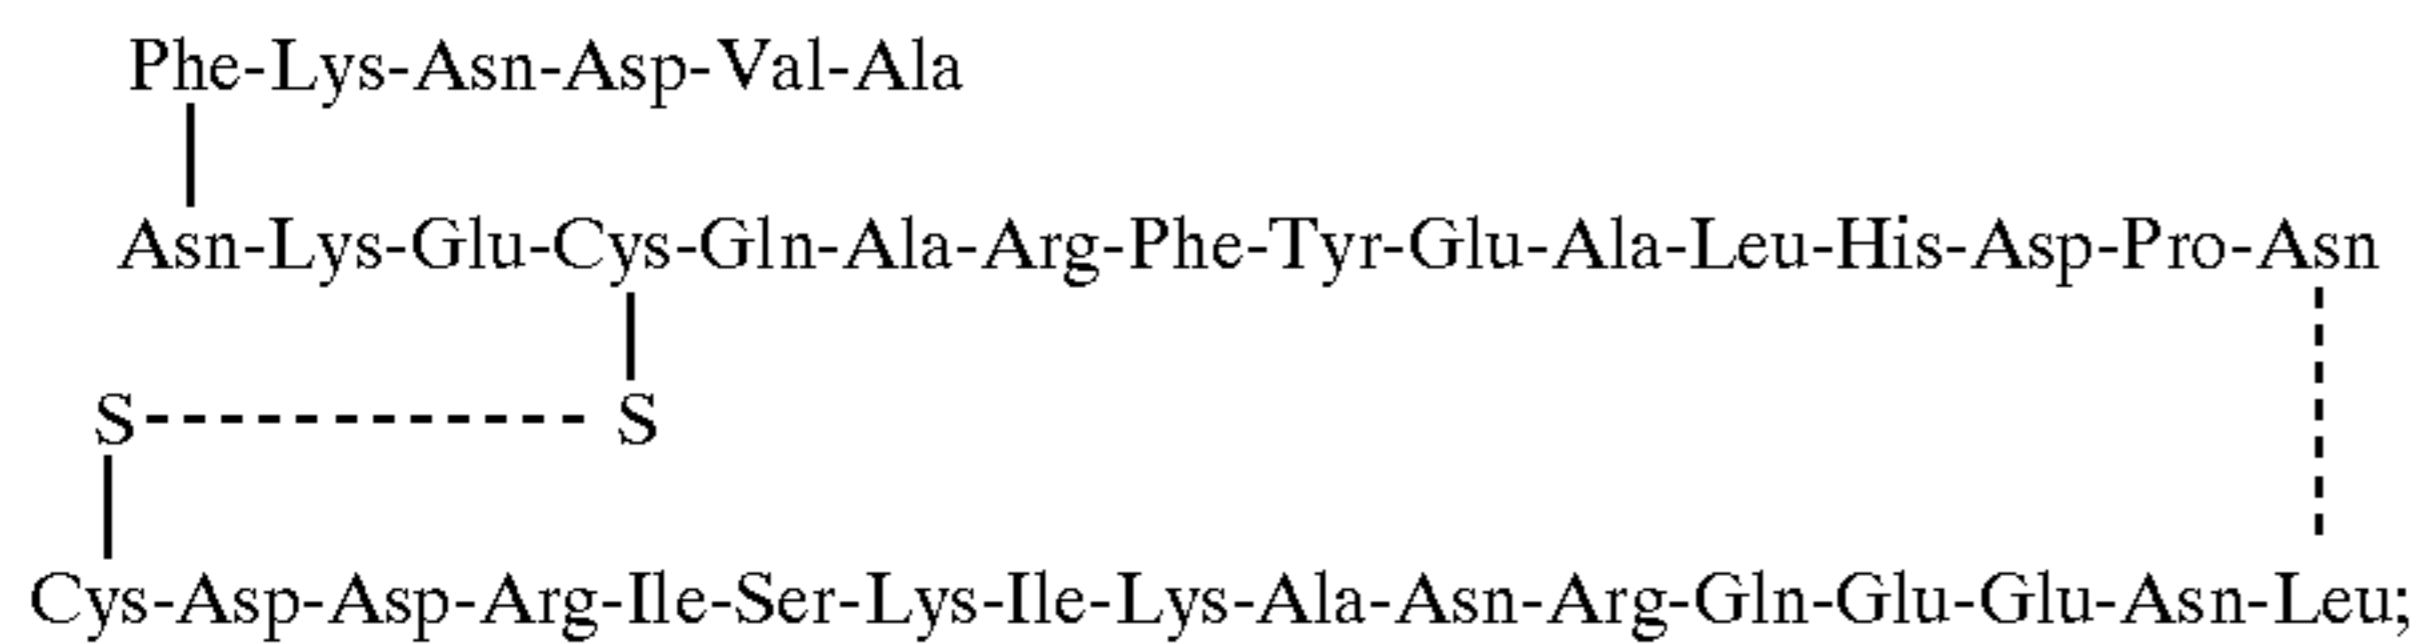 Phe-Lys-Asn-Asp-Val-Ala
Asn-Lys-Glu-Cys-Gln-Ala-Arg-Phe-Tyr-Glu-Ala-Leu-His-Asp-Pro-Asn
S S
Cys-Asp-Asp-Arg-Ile-Ser-Lys-Ile-Lys-Ala-Asn-Arg-Gln-Glu-Glu-Asn-Leu;